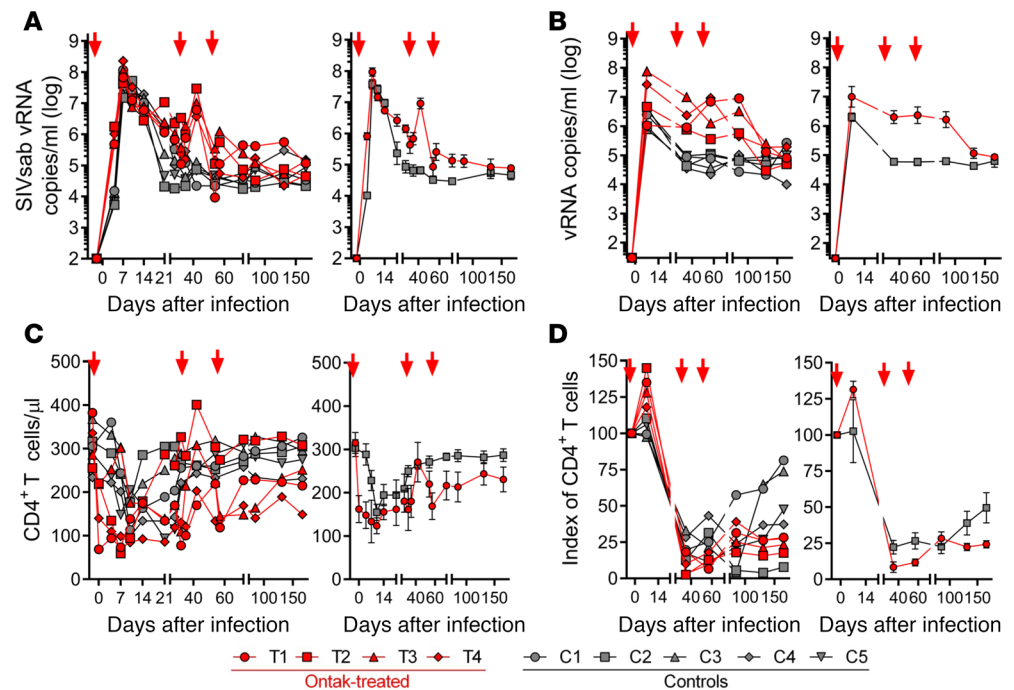 A
SIVsab vRNA
copies/ml (log)
9
8
7
6
5
4
3
2
0 7 14 21 40 60 100 150
Days after infection
9
8
7
6
5
4
3
2
0 14 40 60 100 150
Days after infection
B
vRNA copies/ml (log)
9
8
7
6
5
4
3
2
0 14 40 60 100 150
Days after infection
9
8
7
6
5
4
3
2
0 14 40 60 100 150
Days after infection
C
CD4+ T cells/µl
500
400
300
200
100
0
0 7 14 21 40 60 100 150
Days after infection
500
400
300
200
100
0
0 14 40 60 100 150
Days after infection
D
Index of CD4+ T cells
150
125
100
75
50
25
0
0 14 40 60 100 150
Days after infection
150
125
100
75
50
25
0
0 14 40 60 100 150
Days after infection
T1 T2 T3 T4
Ontak-treated
C1 C2 C3 C4 C5
Controls